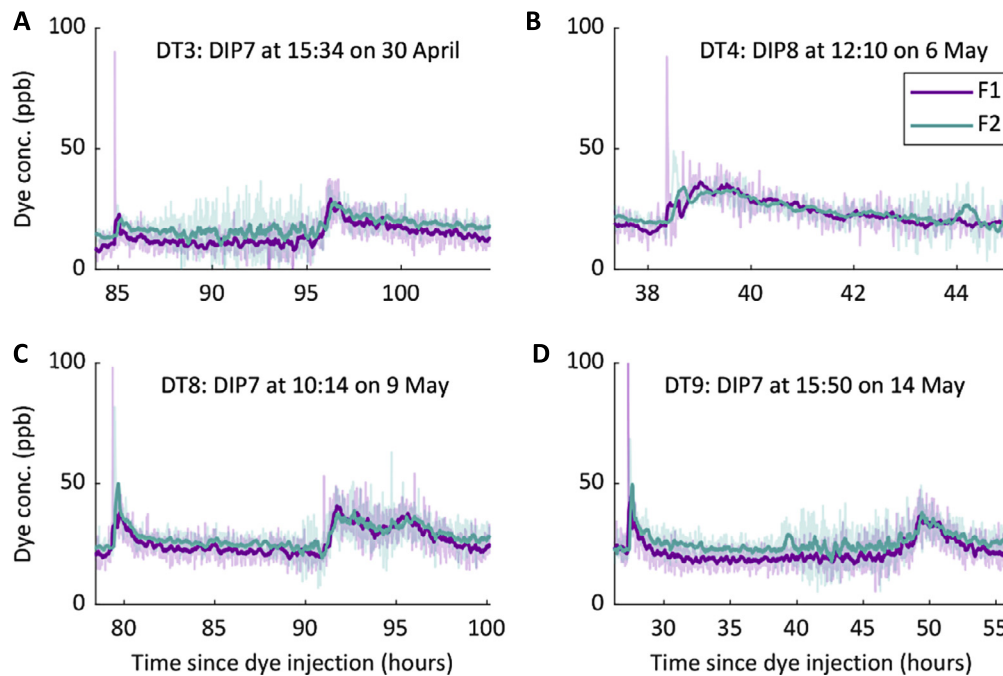 A
B
100
DT3: DIP7 at 15:34 on 30 April
50
0
Dye conc. (ppb)
85 90 95 100
100
DT4: DIP8 at 12:10 on 6 May
F1
F2
50
0
38 40 42 44
C
D
100
DT8: DIP7 at 10:14 on 9 May
50
0
Dye conc. (ppb)
80 85 90 95 100
Time since dye injection (hours)
100
DT9: DIP7 at 15:50 on 14 May
50
0
30 35 40 45 50 55
Time since dye injection (hours)